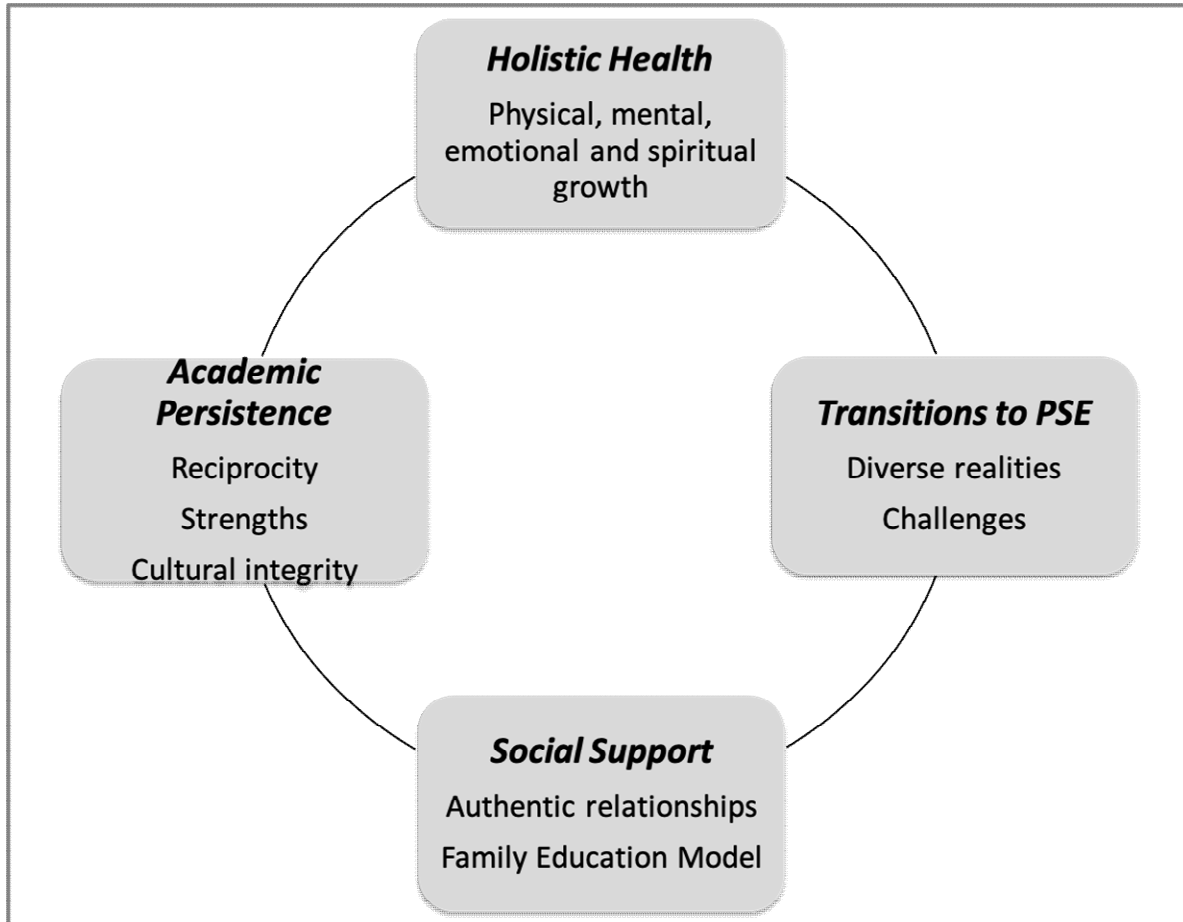 Holistic Health
Physical, mental,
emotional and spiritual
growth
Academic
Persistence
Reciprocity
Strengths
Cultural integrity
Transitions to PSE
Diverse realities
Challenges
Social Support
Authentic relationships
Family Education Model